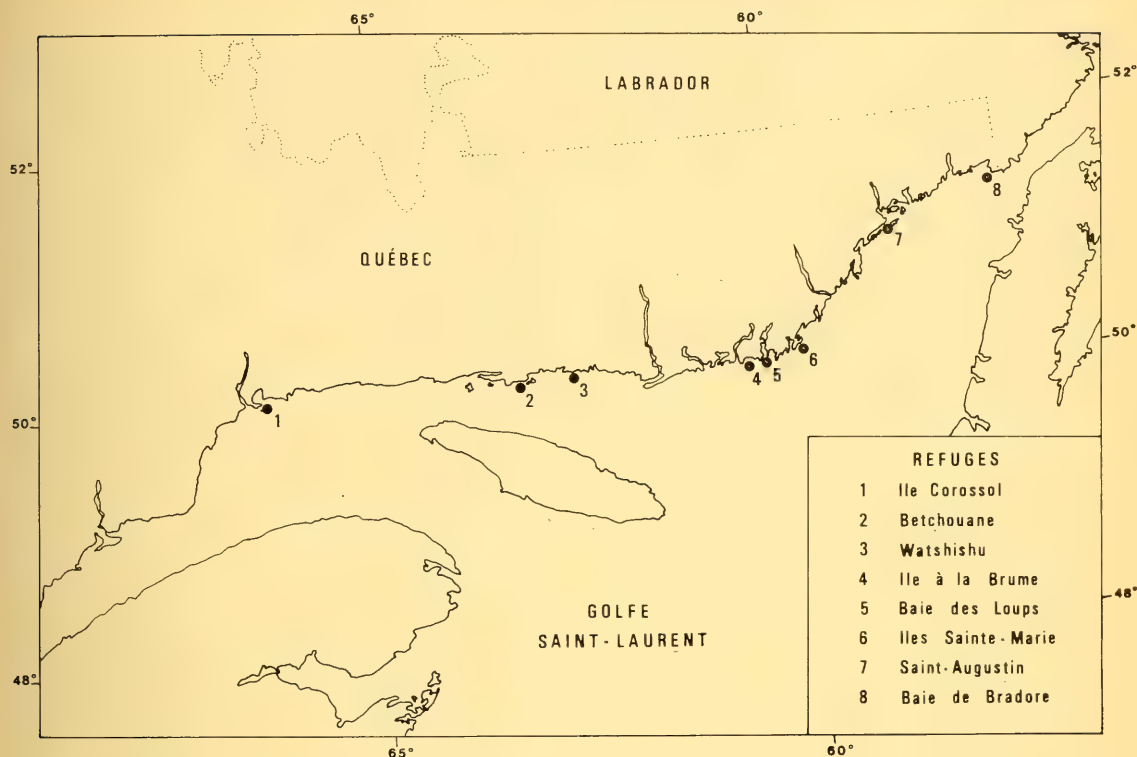 65°
60°
LABRADOR
52°
52°
8
7
QUÉBEC
50°
6
5
4
3
2
1
50°
REFUGES
1 Ile Corossol
2 Betchouane
3 Watshishu
4 Ile à la Brume
5 Baie des Loups
6 Iles Sainte-Marie
7 Saint-Augustin
8 Baie de Bradore
48°
GOLFE
SAINT-LAURENT
48°
65°
60°